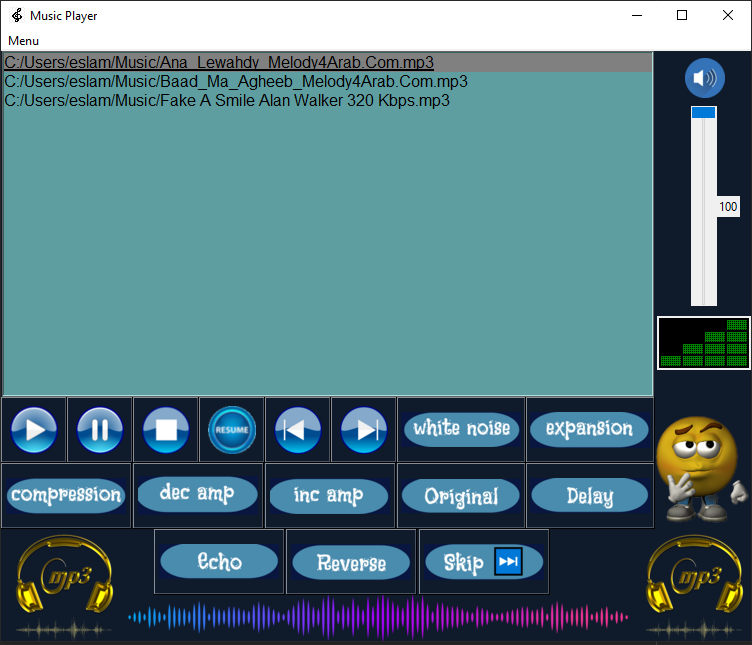 Music Player
Menu
C:/Users/eslam/Music/Ana_Lewahdy_Melody4Arab.Com.mp3
C:/Users/eslam/Music/Baad_Ma_Agheeb_Melody4Arab.Com.mp3
C:/Users/eslam/Music/Fake A Smile Alan Walker 320 Kbps.mp3
100
RESUME
white noise
expansion
compression
dec amp
inc amp
Original
Delay
Echo
Reverse
Skip
mp3
mp3